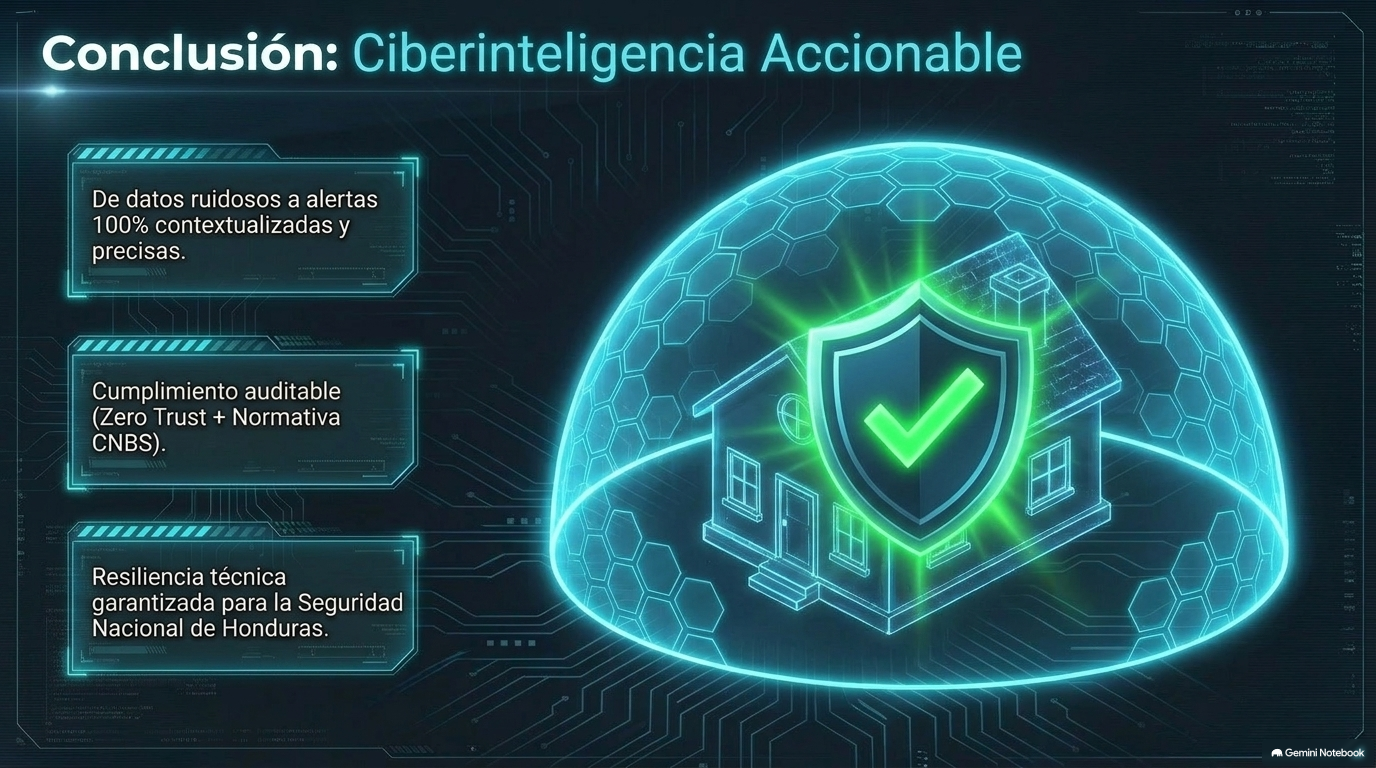 Conclusión: Ciberinteligencia Accionable
De datos ruidosos a alertas
100% contextualizadas y
precisas.
Cumplimiento auditable
(Zero Trust + Normativa
CNBS).
Resiliencia técnica
garantizada para la Seguridad
Nacional de Honduras.
Gemini Notebook